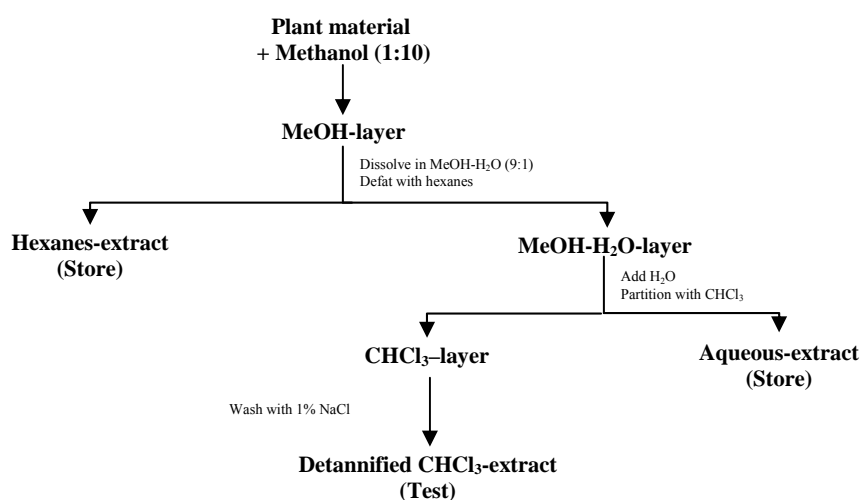 Plant material
+ Methanol (1:10)
MeOH-layer
Dissolve in MeOH-H₂O (9:1)
Defat with hexanes
Hexanes-extract
(Store)
MeOH-H₂O-layer
Add H₂O
Partition with CHCl₃
CHCl₃–layer
Aqueous-extract
(Store)
Wash with 1% NaCl
Detannified CHCl₃-extract
(Test)